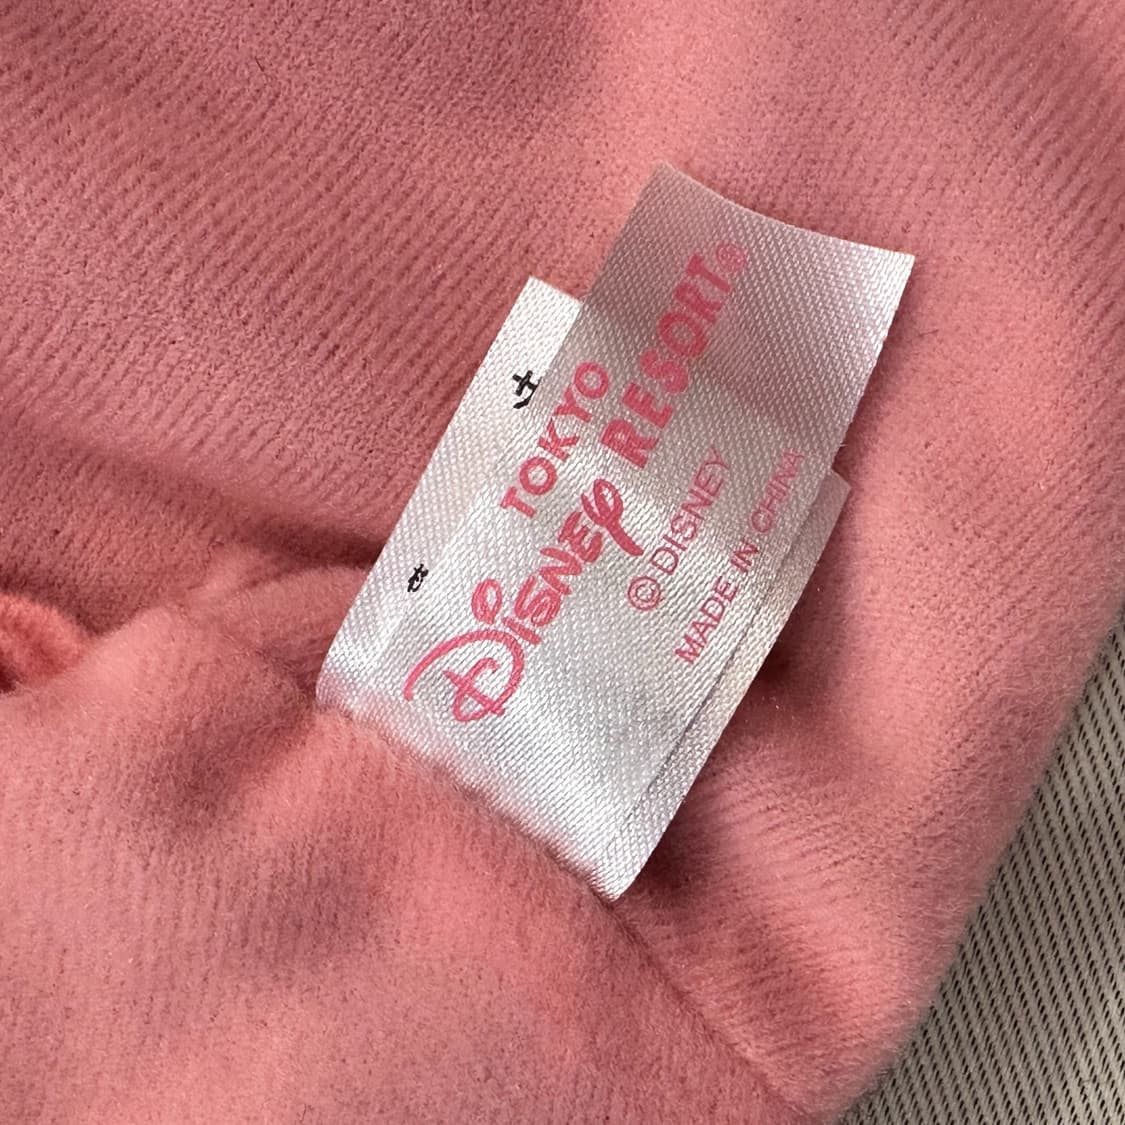 TOKYO
DISNEY RESORT®
© DISNEY
MADE IN CHINA